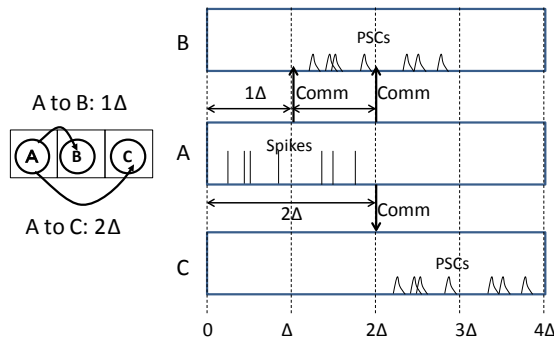 A to B: 1Δ
A B C
A to C: 2Δ
B
PSCs
1Δ Comm Comm
A
Spikes
2Δ Comm
C
PSCs
0 Δ 2Δ 3Δ 4Δ